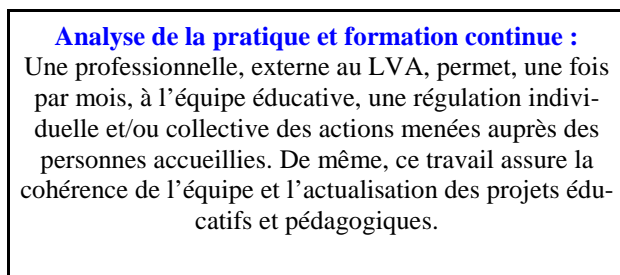 Analyse de la pratique et formation continue :
Une professionnelle, externe au LVA, permet, une fois
par mois, à l’équipe éducative, une régulation indivi-
duelle et/ou collective des actions menées auprès des
personnes accueillies. De même, ce travail assure la
cohérence de l’équipe et l’actualisation des projets édu-
catifs et pédagogiques.